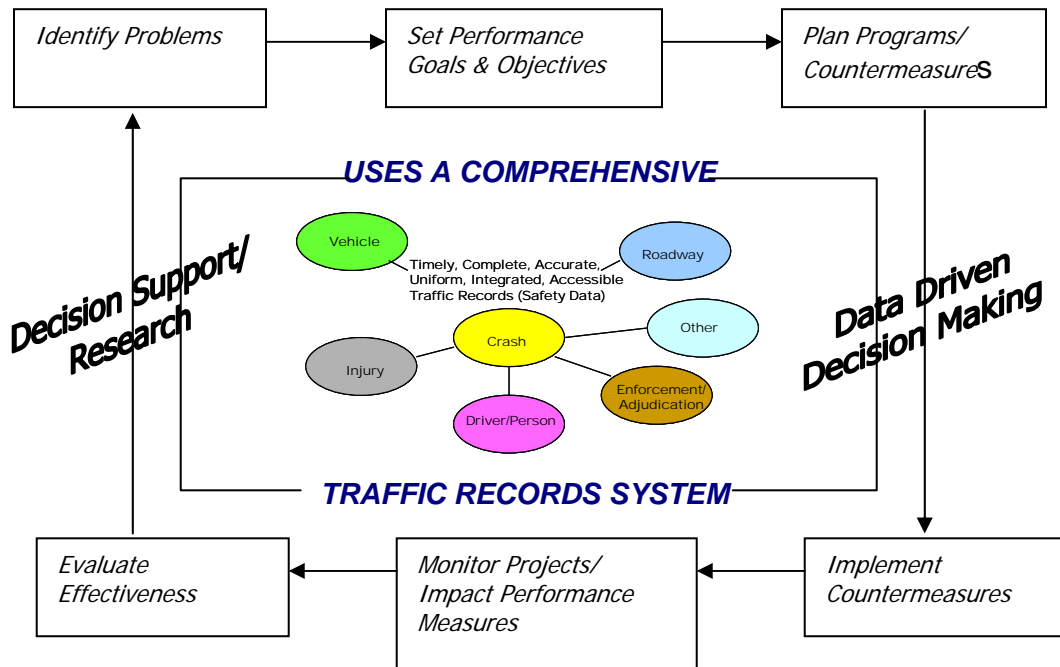 Identify Problems
Set Performance
Goals & Objectives
Plan Programs/
Countermeasures
USES A COMPREHENSIVE
Vehicle
Roadway
Timely, Complete, Accurate,
Uniform, Integrated, Accessible
Traffic Records (Safety Data)
Decision Support/
Research
Data Driven
Decision Making
Crash
Other
Injury
Enforcement/
Adjudication
Driver/Person
TRAFFIC RECORDS SYSTEM
Evaluate
Effectiveness
Monitor Projects/
Impact Performance
Measures
Implement
Countermeasures